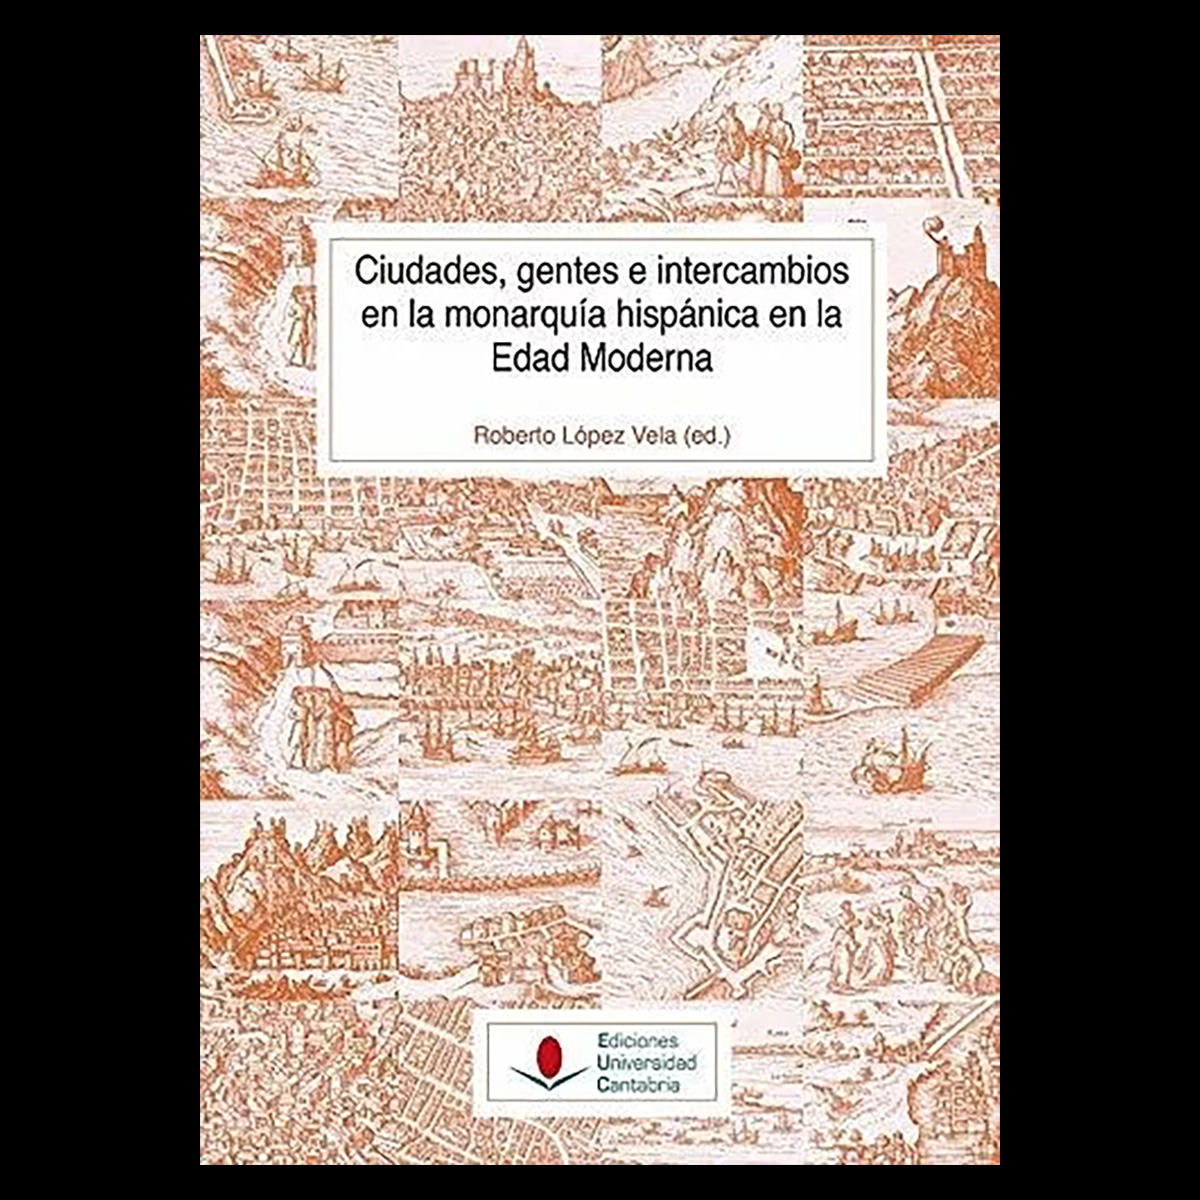 Ciudades, gentes e intercambios
en la monarquía hispánica en la
Edad Moderna
Roberto López Vela (ed.)
Ediciones
Universidad
Cantabria